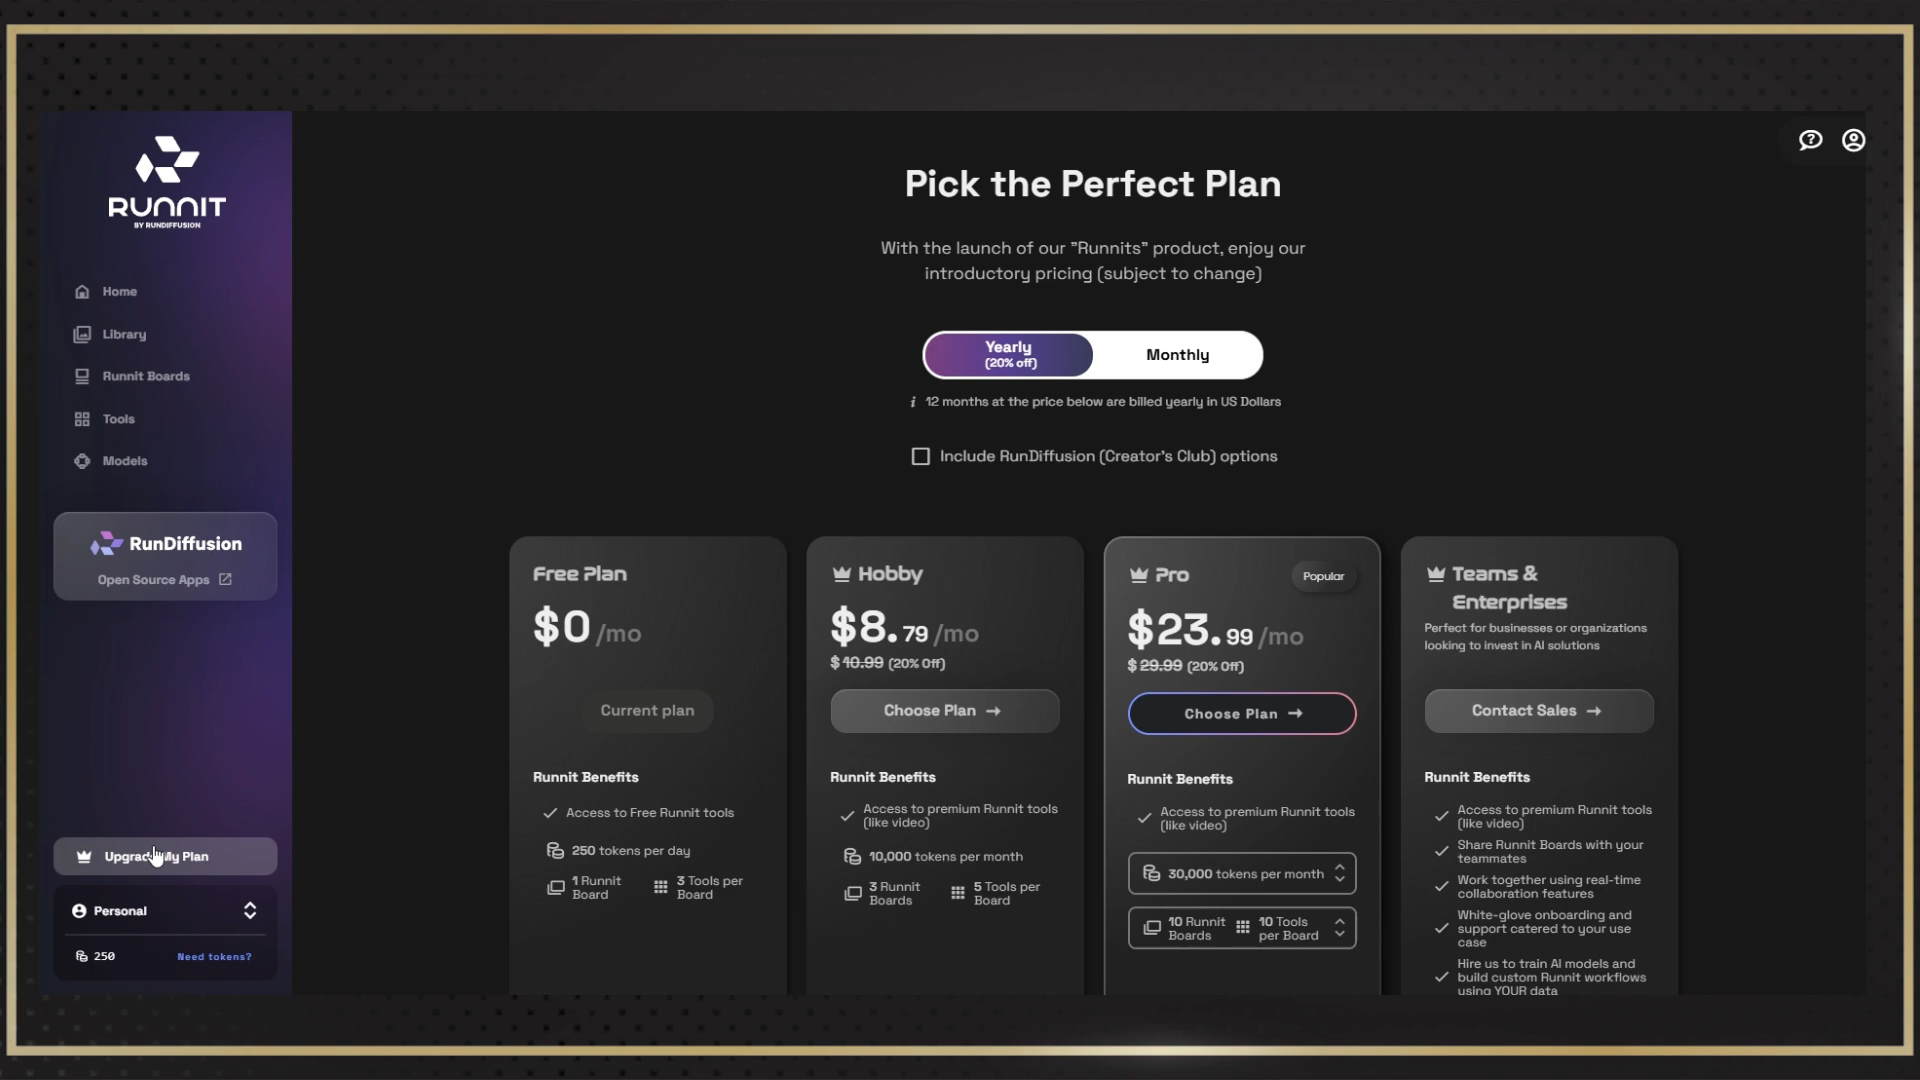 RUNNIT
BY RUNDIFFUSION
Home
Library
Runnit Boards
Tools
Models
RunDiffusion
Open Source Apps
Upgrade My Plan
Personal
250
Need tokens?
Pick the Perfect Plan
With the launch of our "Runnits" product, enjoy our
introductory pricing (subject to change)
Yearly
(20% off)
Monthly
i 12 months at the price below are billed yearly in US Dollars
Include RunDiffusion (Creator's Club) options
Free Plan
$0 /mo
Current plan
Runnit Benefits
Access to Free Runnit tools
250 tokens per day
1 Runnit
Board
3 Tools per
Board
Hobby
$8.79 /mo
$10.99 (20% Off)
Choose Plan →
Runnit Benefits
Access to premium Runnit tools
(like video)
10,000 tokens per month
3 Runnit
Boards
5 Tools per
Board
Pro
Popular
$23.99 /mo
$29.99 (20% Off)
Choose Plan →
Runnit Benefits
Access to premium Runnit tools
(like video)
30,000 tokens per month
10 Runnit
Boards
10 Tools
per Board
Teams &
Enterprises
Perfect for businesses or organizations
looking to invest in AI solutions
Contact Sales →
Runnit Benefits
Access to premium Runnit tools
(like video)
Share Runnit Boards with your
teammates
Work together using real-time
collaboration features
White-glove onboarding and
support catered to your use
case
Hire us to train AI models and
build custom Runnit workflows
using YOUR data